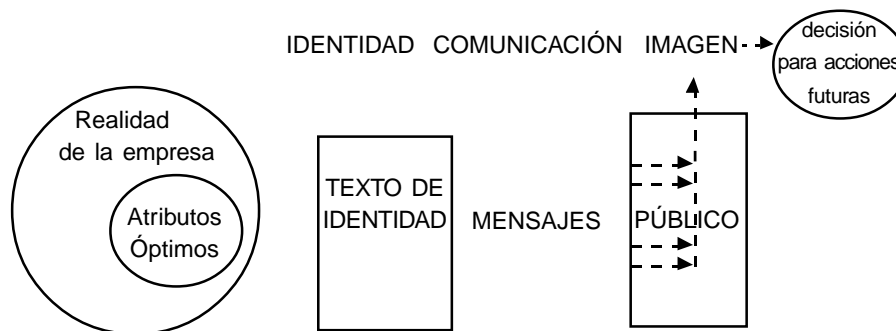 decisión
para acciones
futuras
IDENTIDAD COMUNICACIÓN IMAGEN
Realidad
de la empresa
Atributos
Óptimos
TEXTO DE
IDENTIDAD
MENSAJES
PÚBLICO